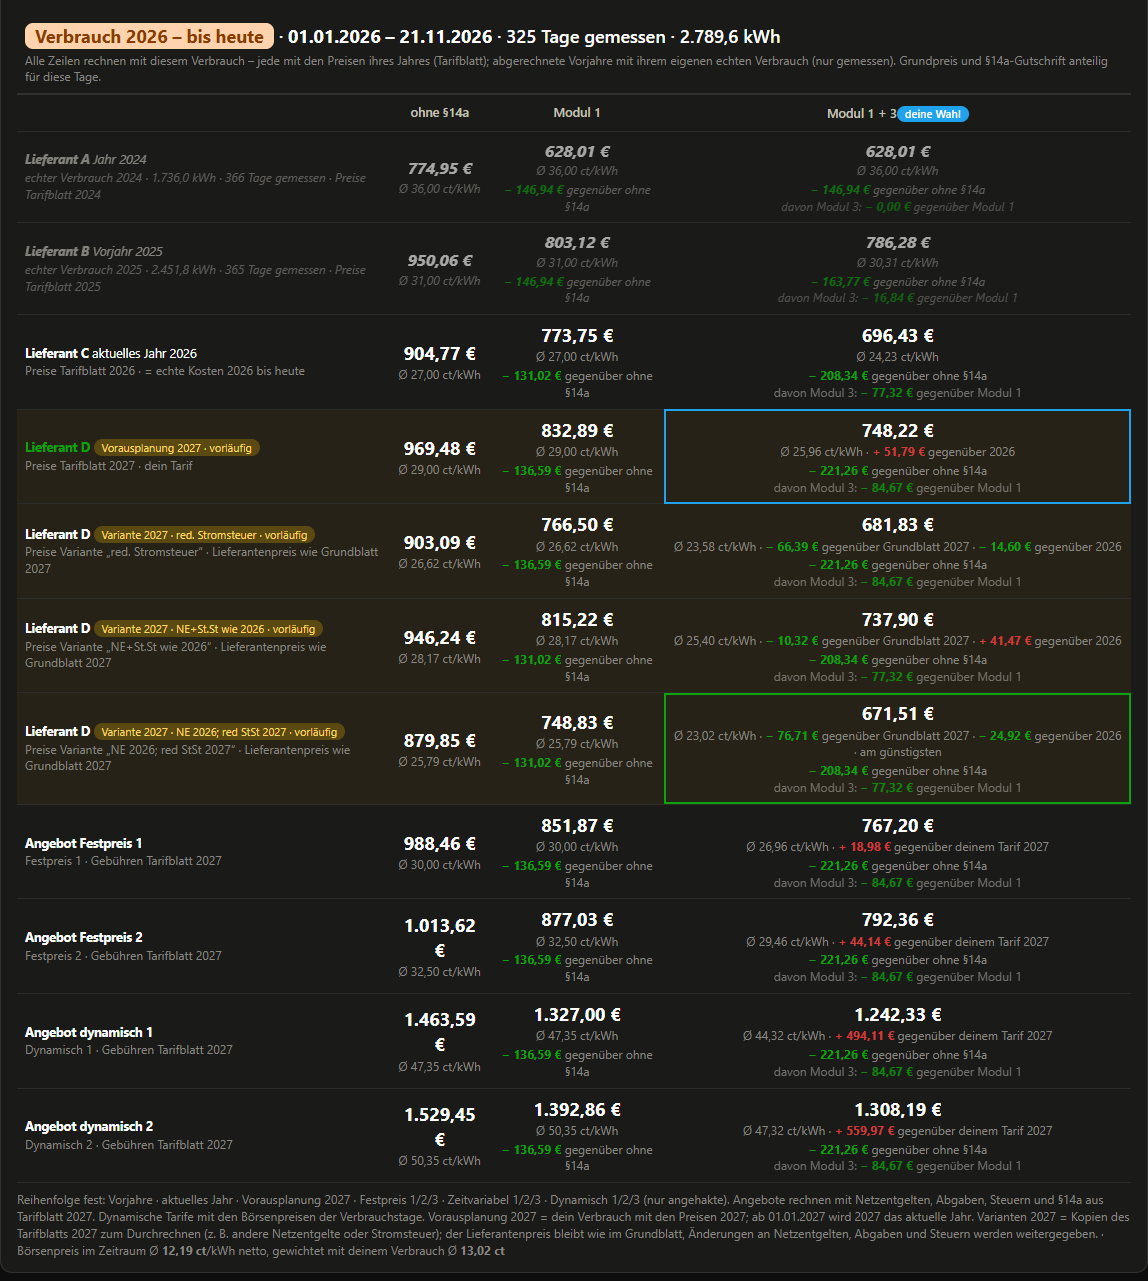 Verbrauch 2026 – bis heute · 01.01.2026 – 21.11.2026 · 325 Tage gemessen · 2.789,6 kWh
Alle Zeilen rechnen mit diesem Verbrauch – jede mit den Preisen ihres Jahres (Tarifblatt); abgerechnete Vorjahre mit ihrem eigenen echten Verbrauch (nur gemessen). Grundpreis und §14a-Gutschrift anteilig
für diese Tage.
ohne §14a
Modul 1
Modul 1 + 3 deine Wahl
Lieferant A Jahr 2024
echter Verbrauch 2024 · 1.736,0 kWh · 366 Tage gemessen · Preise
Tarifblatt 2024
774,95 €
Ø 36,00 ct/kWh
628,01 €
Ø 36,00 ct/kWh
− 146,94 € gegenüber ohne
§14a
628,01 €
Ø 36,00 ct/kWh
− 146,94 € gegenüber ohne §14a
davon Modul 3: − 0,00 € gegenüber Modul 1
Lieferant B Vorjahr 2025
echter Verbrauch 2025 · 2.451,8 kWh · 365 Tage gemessen · Preise
Tarifblatt 2025
950,06 €
Ø 31,00 ct/kWh
803,12 €
Ø 31,00 ct/kWh
− 146,94 € gegenüber ohne
§14a
786,28 €
Ø 30,31 ct/kWh
− 163,77 € gegenüber ohne §14a
davon Modul 3: − 16,84 € gegenüber Modul 1
Lieferant C aktuelles Jahr 2026
Preise Tarifblatt 2026 · = echte Kosten 2026 bis heute
904,77 €
Ø 27,00 ct/kWh
773,75 €
Ø 27,00 ct/kWh
− 131,02 € gegenüber ohne
§14a
696,43 €
Ø 24,23 ct/kWh
− 208,34 € gegenüber ohne §14a
davon Modul 3: − 77,32 € gegenüber Modul 1
Lieferant D Vorausplanung 2027 · vorläufig
Preise Tarifblatt 2027 · dein Tarif
969,48 €
Ø 29,00 ct/kWh
832,89 €
Ø 29,00 ct/kWh
− 136,59 € gegenüber ohne
§14a
748,22 €
Ø 25,96 ct/kWh · + 51,79 € gegenüber 2026
− 221,26 € gegenüber ohne §14a
davon Modul 3: − 84,67 € gegenüber Modul 1
Lieferant D Variante 2027 · red. Stromsteuer · vorläufig
Preise Variante „red. Stromsteuer“ · Lieferantenpreis wie Grundblatt
2027
903,09 €
Ø 26,62 ct/kWh
766,50 €
Ø 26,62 ct/kWh
− 136,59 € gegenüber ohne
§14a
681,83 €
Ø 23,58 ct/kWh · − 66,39 € gegenüber Grundblatt 2027 · − 14,60 € gegenüber 2026
− 221,26 € gegenüber ohne §14a
davon Modul 3: − 84,67 € gegenüber Modul 1
Lieferant D Variante 2027 · NE+St.St wie 2026 · vorläufig
Preise Variante „NE+St.St wie 2026“ · Lieferantenpreis wie
Grundblatt 2027
946,24 €
Ø 28,17 ct/kWh
815,22 €
Ø 28,17 ct/kWh
− 131,02 € gegenüber ohne
§14a
737,90 €
Ø 25,40 ct/kWh · − 10,32 € gegenüber Grundblatt 2027 · + 41,47 € gegenüber 2026
− 208,34 € gegenüber ohne §14a
davon Modul 3: − 77,32 € gegenüber Modul 1
Lieferant D Variante 2027 · NE 2026; red StSt 2027 · vorläufig
Preise Variante „NE 2026; red StSt 2027“ · Lieferantenpreis wie
Grundblatt 2027
879,85 €
Ø 25,79 ct/kWh
748,83 €
Ø 25,79 ct/kWh
− 131,02 € gegenüber ohne
§14a
671,51 €
Ø 23,02 ct/kWh · − 76,71 € gegenüber Grundblatt 2027 · − 24,92 € gegenüber 2026
· am günstigsten
− 208,34 € gegenüber ohne §14a
davon Modul 3: − 77,32 € gegenüber Modul 1
Angebot Festpreis 1
Festpreis 1 · Gebühren Tarifblatt 2027
988,46 €
Ø 30,00 ct/kWh
851,87 €
Ø 30,00 ct/kWh
− 136,59 € gegenüber ohne
§14a
767,20 €
Ø 26,96 ct/kWh · + 18,98 € gegenüber deinem Tarif 2027
− 221,26 € gegenüber ohne §14a
davon Modul 3: − 84,67 € gegenüber Modul 1
Angebot Festpreis 2
Festpreis 2 · Gebühren Tarifblatt 2027
1.013,62
€
Ø 32,50 ct/kWh
877,03 €
Ø 32,50 ct/kWh
− 136,59 € gegenüber ohne
§14a
792,36 €
Ø 29,46 ct/kWh · + 44,14 € gegenüber deinem Tarif 2027
− 221,26 € gegenüber ohne §14a
davon Modul 3: − 84,67 € gegenüber Modul 1
Angebot dynamisch 1
Dynamisch 1 · Gebühren Tarifblatt 2027
1.463,59
€
Ø 47,35 ct/kWh
1.327,00 €
Ø 47,35 ct/kWh
− 136,59 € gegenüber ohne
§14a
1.242,33 €
Ø 44,32 ct/kWh · + 494,11 € gegenüber deinem Tarif 2027
− 221,26 € gegenüber ohne §14a
davon Modul 3: − 84,67 € gegenüber Modul 1
Angebot dynamisch 2
Dynamisch 2 · Gebühren Tarifblatt 2027
1.529,45
€
Ø 50,35 ct/kWh
1.392,86 €
Ø 50,35 ct/kWh
− 136,59 € gegenüber ohne
§14a
1.308,19 €
Ø 47,32 ct/kWh · + 559,97 € gegenüber deinem Tarif 2027
− 221,26 € gegenüber ohne §14a
davon Modul 3: − 84,67 € gegenüber Modul 1
Reihenfolge fest: Vorjahre · aktuelles Jahr · Vorausplanung 2027 · Festpreis 1/2/3 · Zeitvariabel 1/2/3 · Dynamisch 1/2/3 (nur angehakte). Angebote rechnen mit Netzentgelten, Abgaben, Steuern und §14a aus
Tarifblatt 2027. Dynamische Tarife mit den Börsenpreisen der Verbrauchstage. Vorausplanung 2027 = dein Verbrauch mit den Preisen 2027; ab 01.01.2027 wird 2027 das aktuelle Jahr. Varianten 2027 = Kopien des
Tarifblatts 2027 zum Durchrechnen (z. B. andere Netzentgelte oder Stromsteuer); der Lieferantenpreis bleibt wie im Grundblatt, Änderungen an Netzentgelten, Abgaben und Steuern werden weitergegeben. ·
Börsenpreis im Zeitraum Ø 12,19 ct/kWh netto, gewichtet mit deinem Verbrauch Ø 13,02 ct